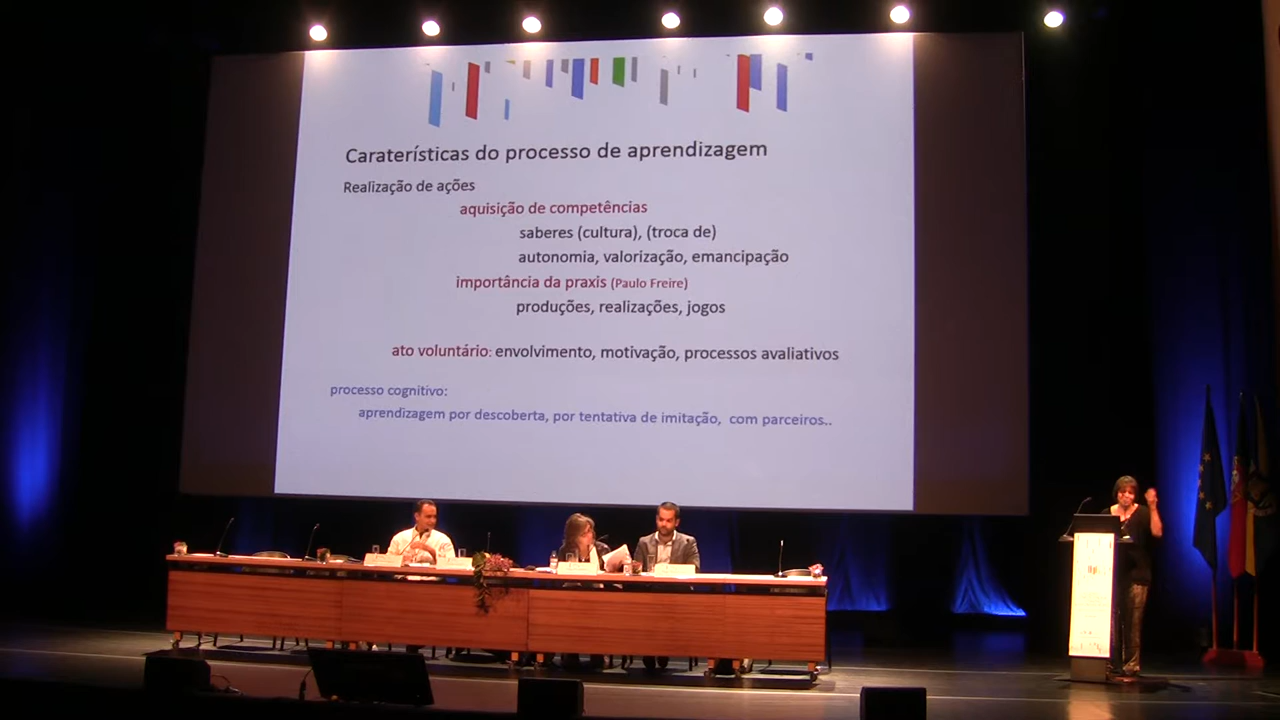 Caraterísticas do processo de aprendizagem
Realização de ações
aquisição de competências
saberes (cultura), (troca de)
autonomia, valorização, emancipação
importância da praxis (Paulo Freire)
produções, realizações, jogos
ato voluntário: envolvimento, motivação, processos avaliativos
processo cognitivo:
aprendizagem por descoberta, por tentativa de imitação, com parceiros..